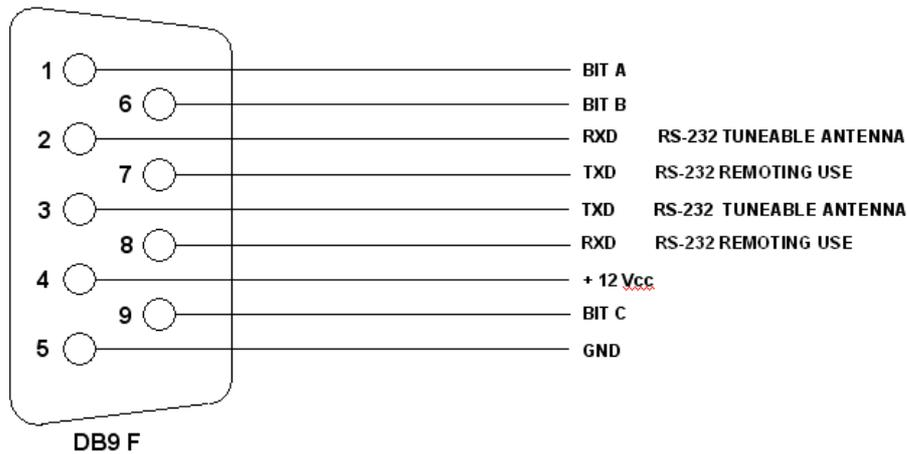 1 BIT A
6 BIT B
2 RXD RS-232 TUNEABLE ANTENNA
7 TXD RS-232 REMOTING USE
3 TXD RS-232 TUNEABLE ANTENNA
8 RXD RS-232 REMOTING USE
4 + 12 Vcc
9 BIT C
5 GND
DB9 F